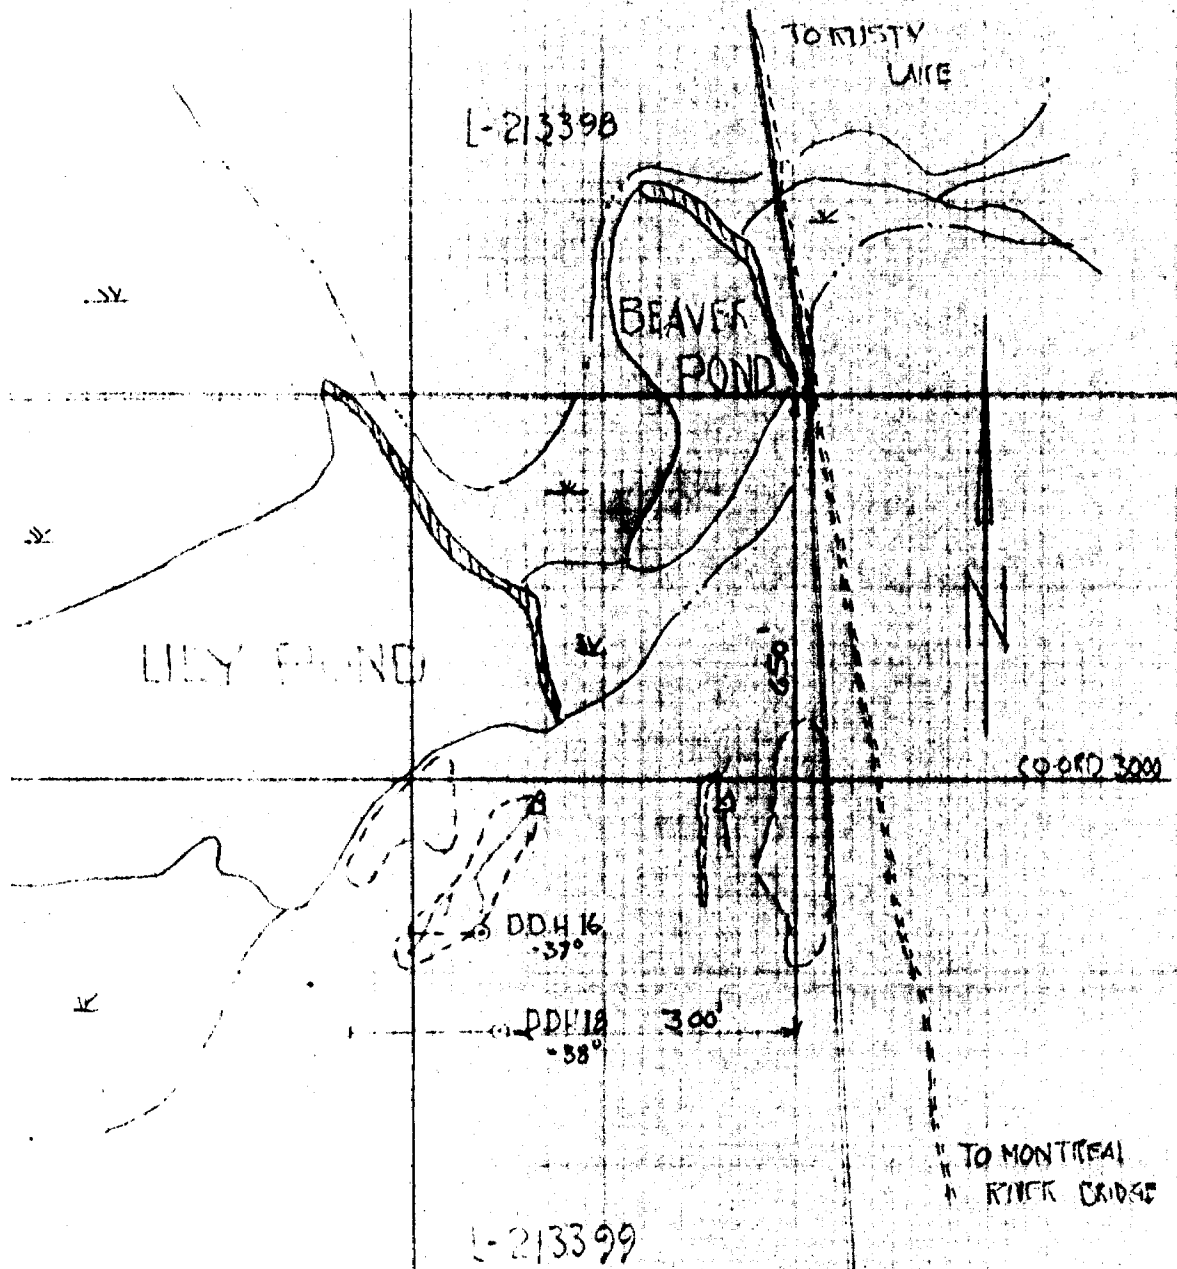 TO RUSTY
LAKE
L-213398
BEAVER
POND
N
LILY POND
650'
CO-ORD 3000
DDH 16
-37°
DDH 18
-38°
300'
TO MONTREAL
RIVER BRIDGE
L-213399